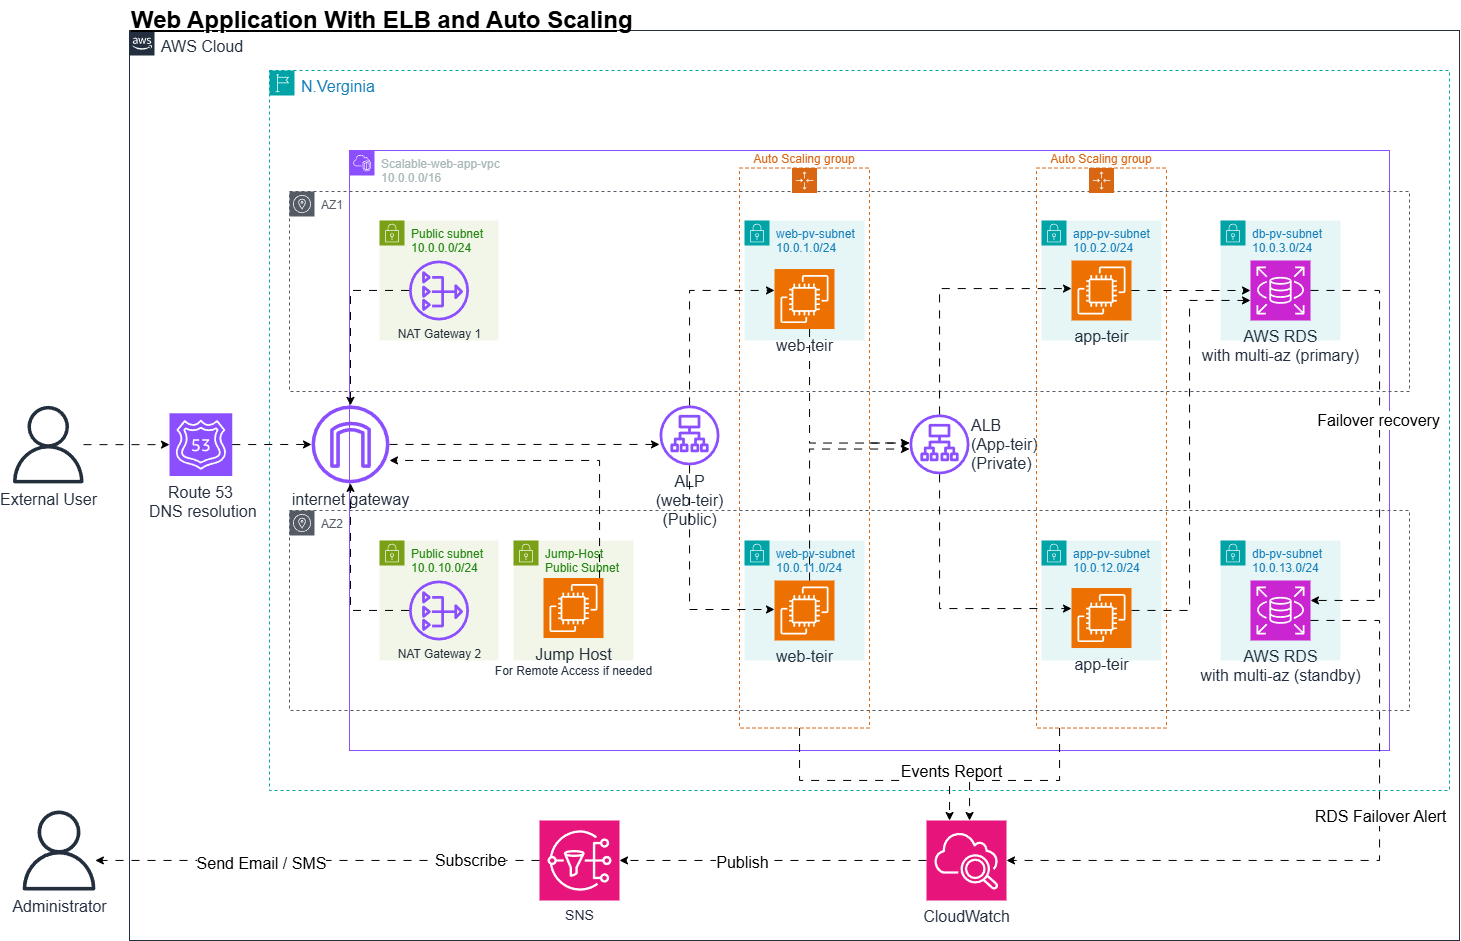 Web Application With ELB and Auto Scaling
aws
AWS Cloud
N.Verginia
Scalable-web-app-vpc
10.0.0.0/16
Auto Scaling group
Auto Scaling group
AZ1
Public subnet
10.0.0.0/24
NAT Gateway 1
web-pv-subnet
10.0.1.0/24
web-teir
app-pv-subnet
10.0.2.0/24
app-teir
db-pv-subnet
10.0.3.0/24
AWS RDS
with multi-az (primary)
Failover recovery
External User
53
Route 53
DNS resolution
internet gateway
ALP
(web-teir)
(Public)
ALB
(App-teir)
(Private)
AZ2
Public subnet
10.0.10.0/24
NAT Gateway 2
Jump-Host
Public Subnet
Jump Host
For Remote Access if needed
web-pv-subnet
10.0.11.0/24
web-teir
app-pv-subnet
10.0.12.0/24
app-teir
db-pv-subnet
10.0.13.0/24
AWS RDS
with multi-az (standby)
Events Report
RDS Failover Alert
Administrator
Send Email / SMS
Subscribe
SNS
Publish
CloudWatch